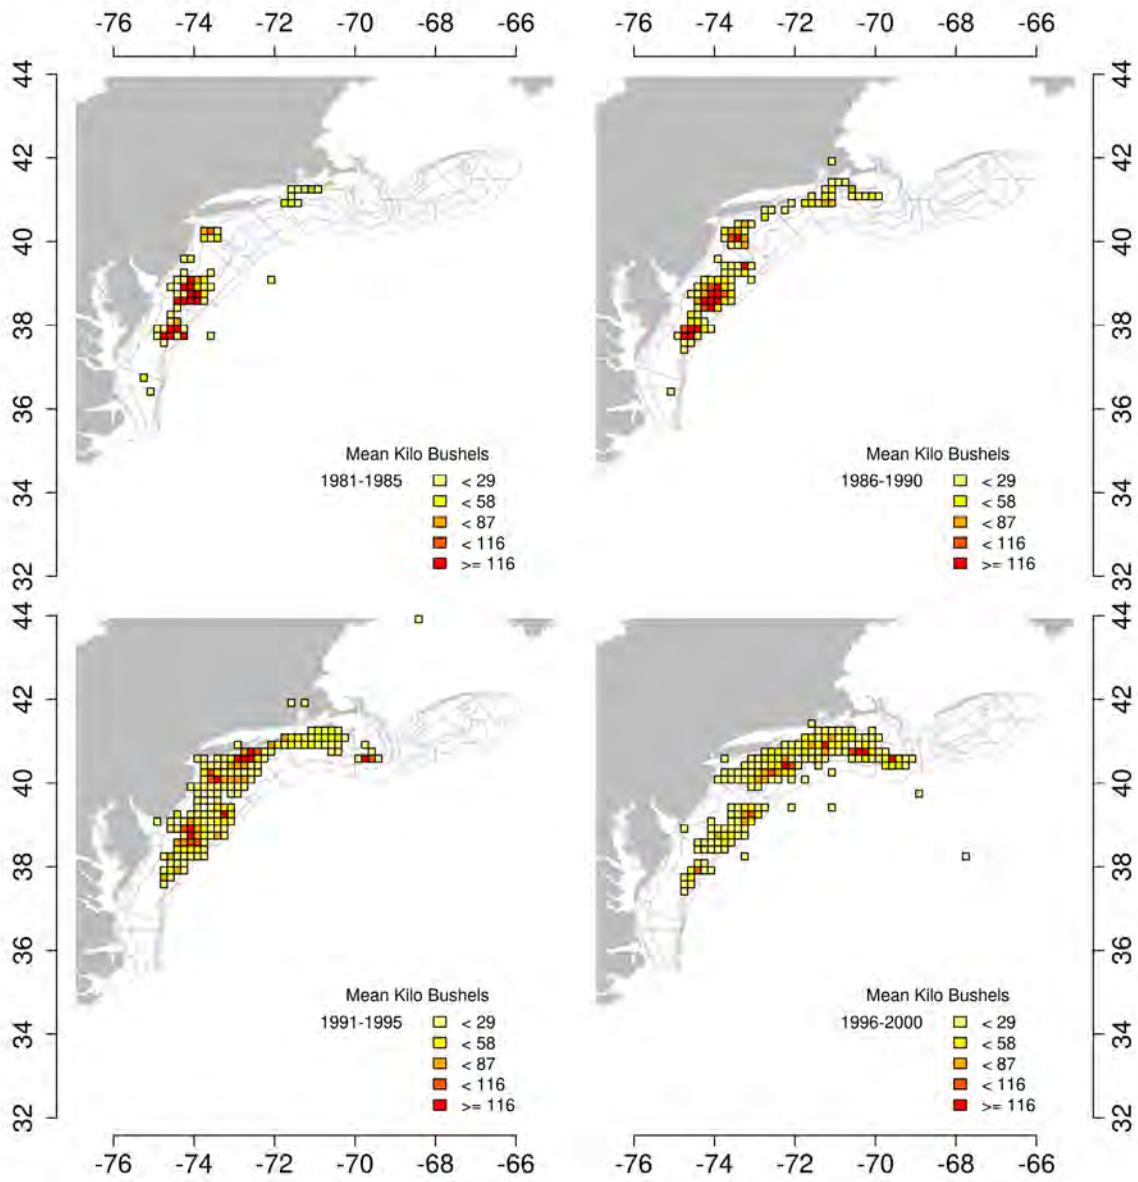 -76 -74 -72 -70 -68 -66 -76 -74 -72 -70 -68 -66
44 44
42 42
40 40
38 38
36 36
Mean Kilo Bushels Mean Kilo Bushels
1981-1985 < 29 1986-1990 < 29
34 < 58 < 58 34
< 87 < 87
< 116 < 116
32 >= 116 >= 116 32
44 44
42 42
40 40
38 38
36 36
Mean Kilo Bushels Mean Kilo Bushels
1991-1995 < 29 1996-2000 < 29
34 < 58 < 58 34
< 87 < 87
< 116 < 116
32 >= 116 >= 116 32
-76 -74 -72 -70 -68 -66 -76 -74 -72 -70 -68 -66